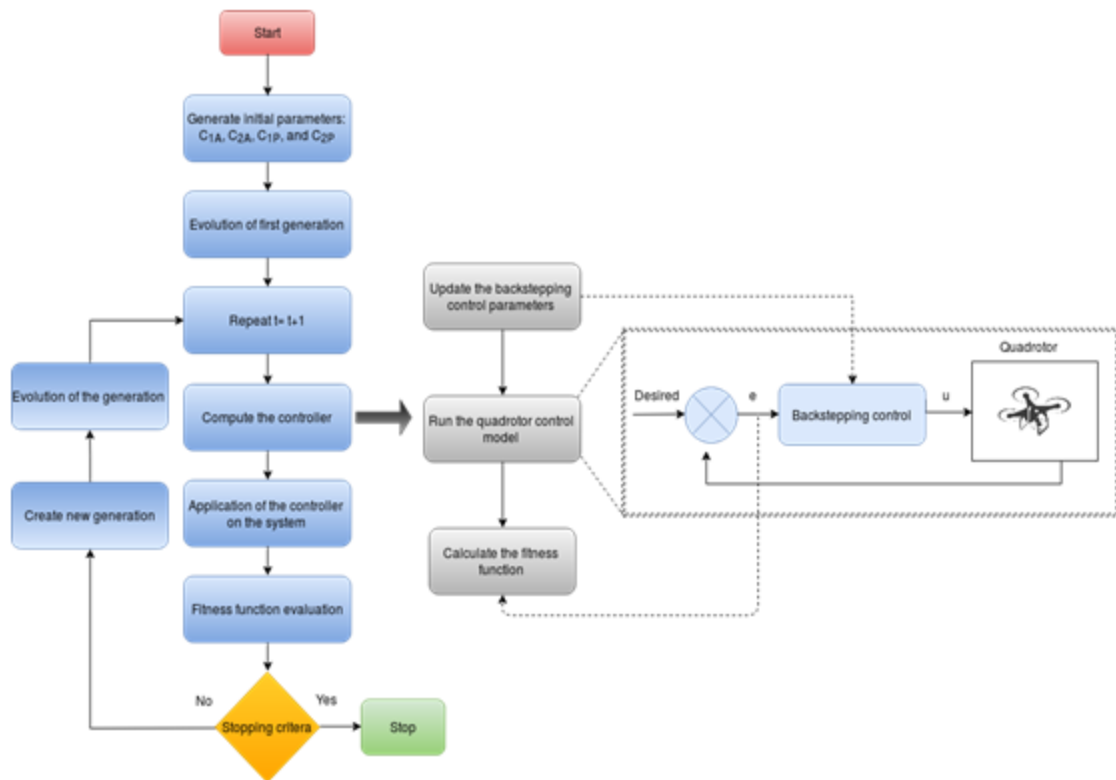 Start
Generate initial parameters:
C1A, C2A, C1P, and C2P
Evolution of first generation
Repeat t= t+1
Evolution of the generation
Compute the controller
Create new generation
Application of the controller
on the system
Fitness function evaluation
No
Yes
Stopping critera
Stop
Update the backstepping
control parameters
Run the quadrotor control
model
Calculate the fitness
function
Quadrotor
Desired
e
Backstepping control
u